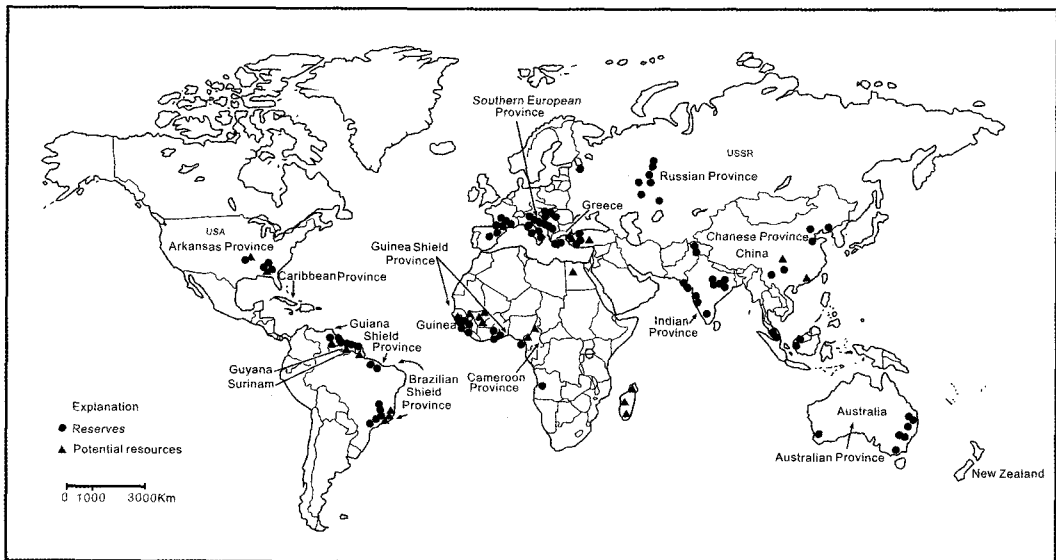 Southern European
Province
USSR
Russian Province
Greece
USA
Arkansas Province
Chanese Province
China
Guinea Shield
Province
Caribbean Province
Guinea
Indian
Province
Guiana
Shield
Province
Guyana
Surinam
Brazilian
Shield
Province
Cameroon
Province
Explanation
Reserves
Potential resources
Australia
Australian Province
New Zealand
0 1000 3000Km